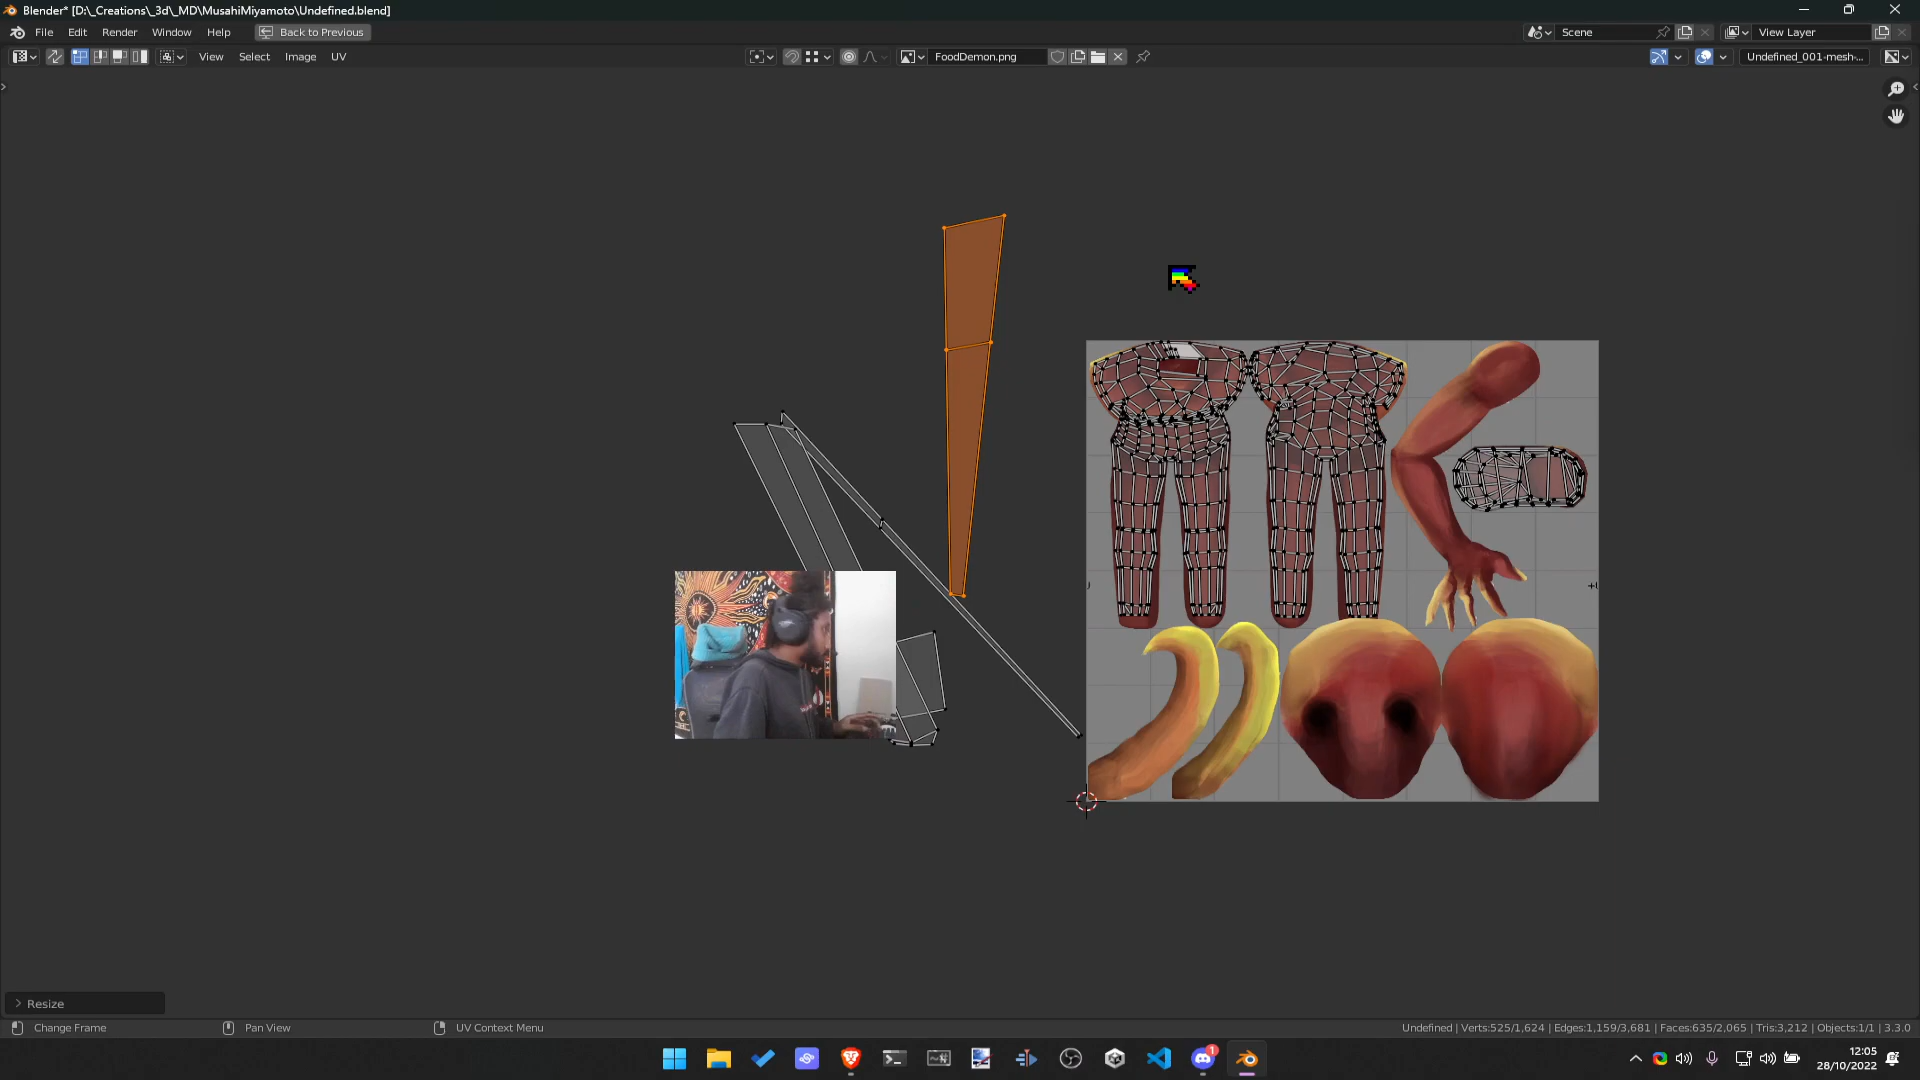 Blender* [D:\_Creations\_3d\_MD\MusahiMiyamoto\Undefined.blend]
File Edit Render Window Help Back to Previous Scene View Layer
View Select Image UV FoodDemon.png Undefined_001-mesh-...
Resize
Change Frame Pan View UV Context Menu Undefined | Verts:525/1,624 | Edges:1,159/3,681 | Faces:635/2,065 | Tris:3,212 | Objects:1/1 | 3.3.0
1
12:05
28/10/2022